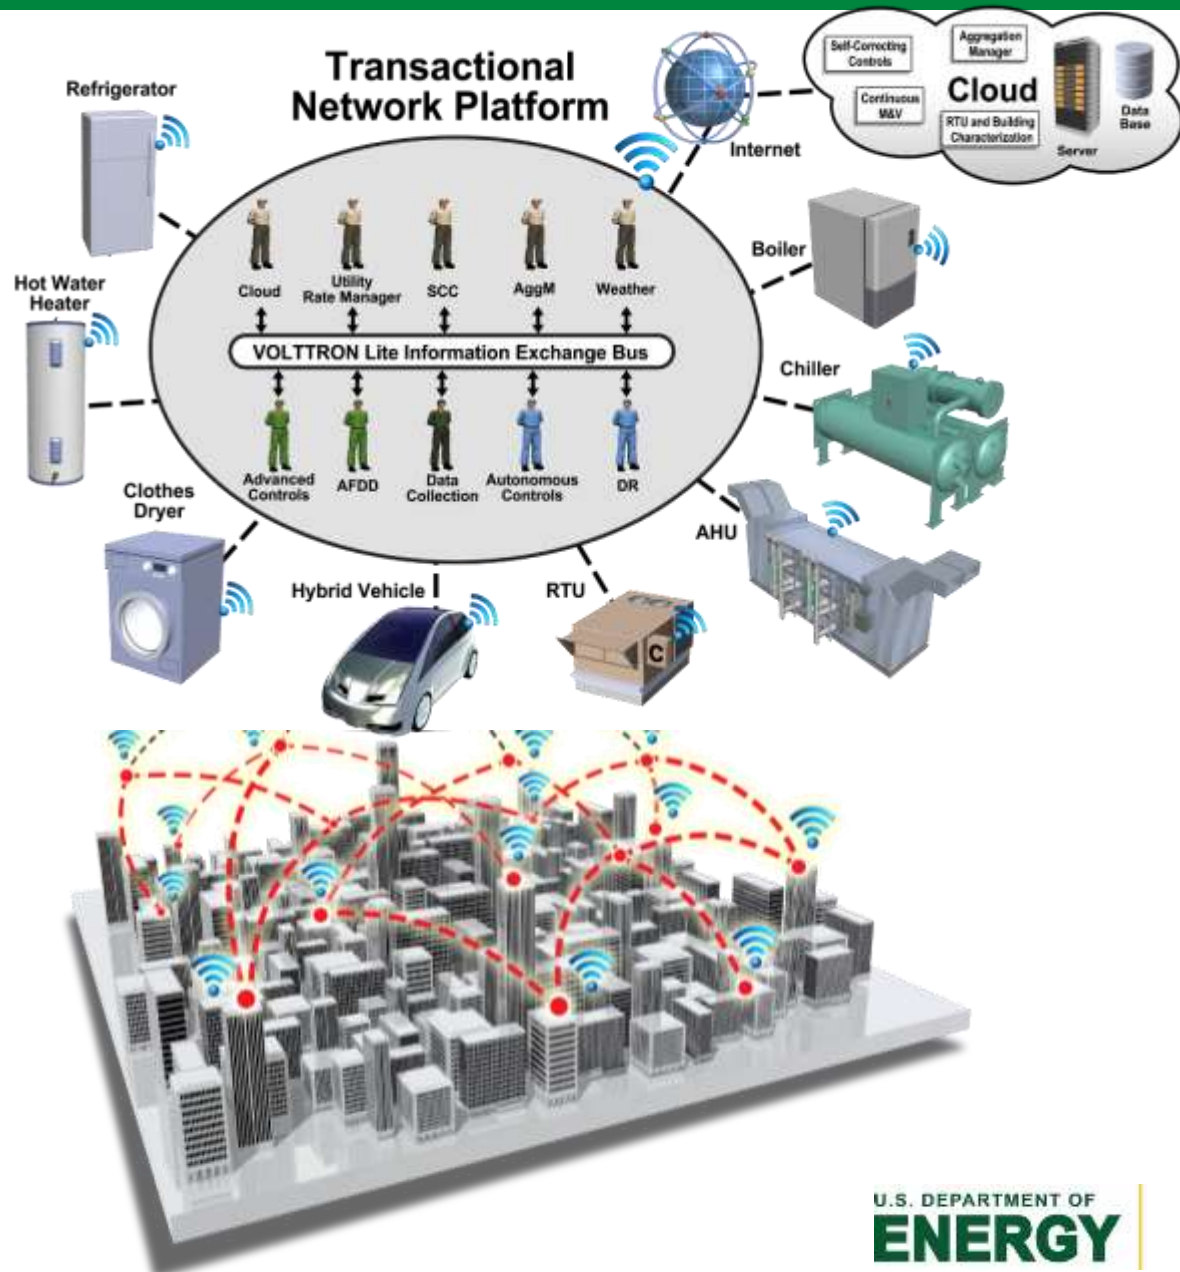 Transactional
Network Platform
Refrigerator
Internet
Self-Correcting
Controls
Aggregation
Manager
Cloud
Continuous
M&V
RTU and Building
Characterization
Server
Data
Base
Hot Water
Heater
Boiler
Cloud
Utility
Rate Manager
SCC
AggM
Weather
VOLTTRON Lite Information Exchange Bus
Chiller
Advanced
Controls
AFDD
Data
Collection
Autonomous
Controls
DR
Clothes
Dryer
AHU
Hybrid Vehicle
RTU
C
U.S. DEPARTMENT OF
ENERGY